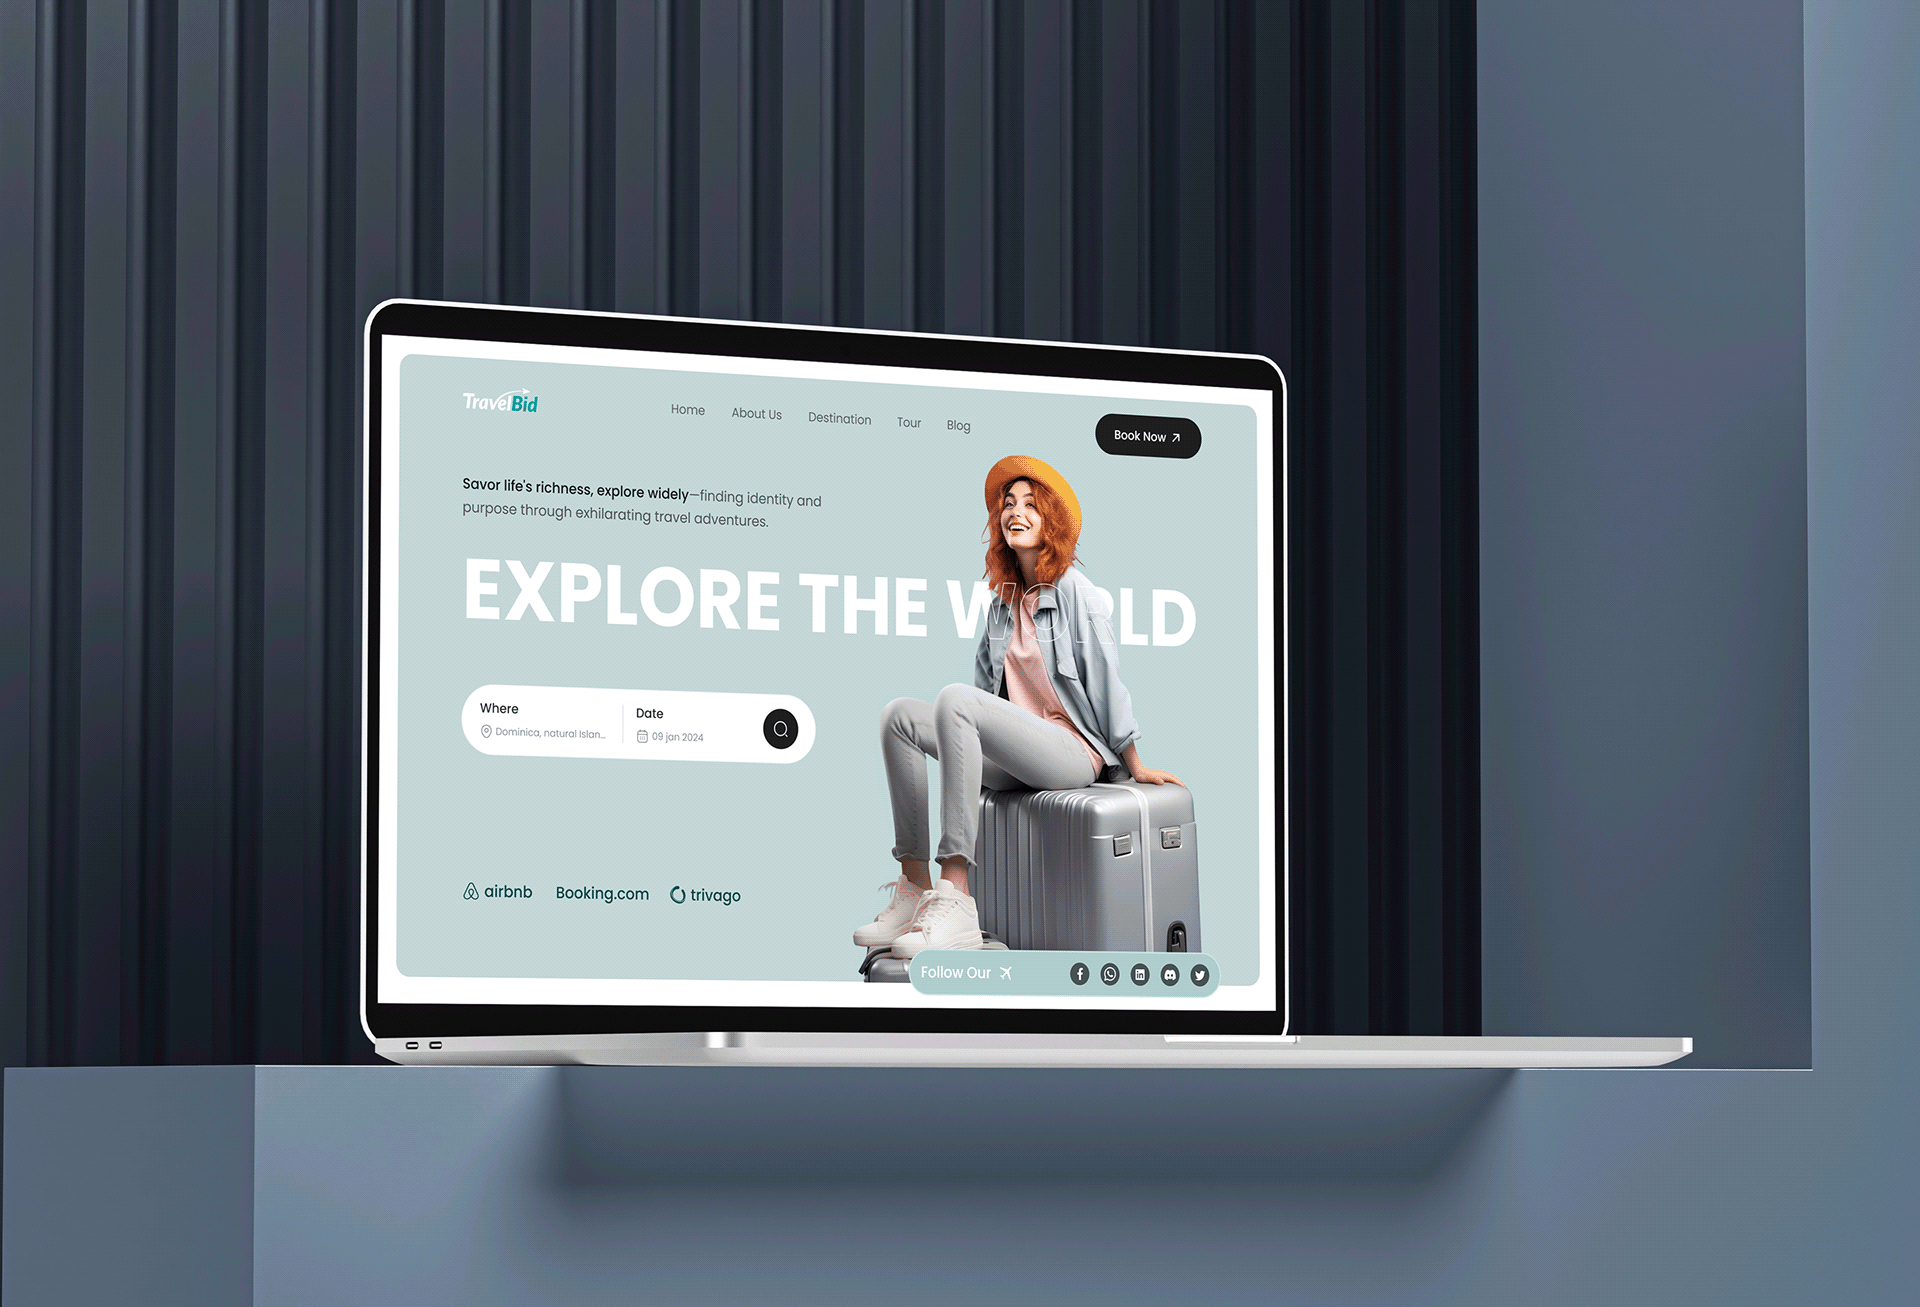 TravelBid
Home
About Us
Destination
Tour
Blog
Book Now
Savor life's richness, explore widely—finding identity and
purpose through exhilarating travel adventures.
EXPLORE THE WORLD
Where
Dominica, natural Islan...
Date
09 jan 2024
airbnb
Booking.com
trivago
Follow Our